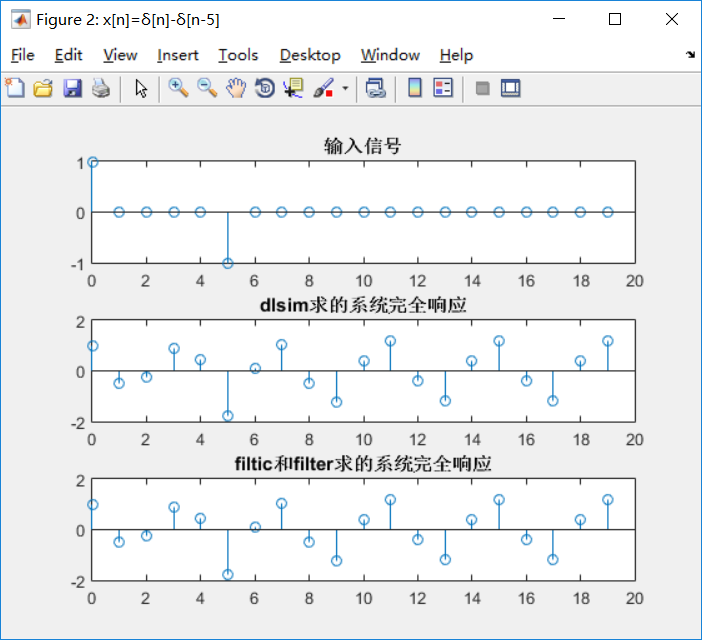 Figure 2: x[n]=δ[n]-δ[n-5]
File Edit View Insert Tools Desktop Window Help
输入信号
1
0
-1
0 2 4 6 8 10 12 14 16 18 20
dlsim求的系统完全响应
2
0
-2
0 2 4 6 8 10 12 14 16 18 20
filtic和filter求的系统完全响应
2
0
-2
0 2 4 6 8 10 12 14 16 18 20